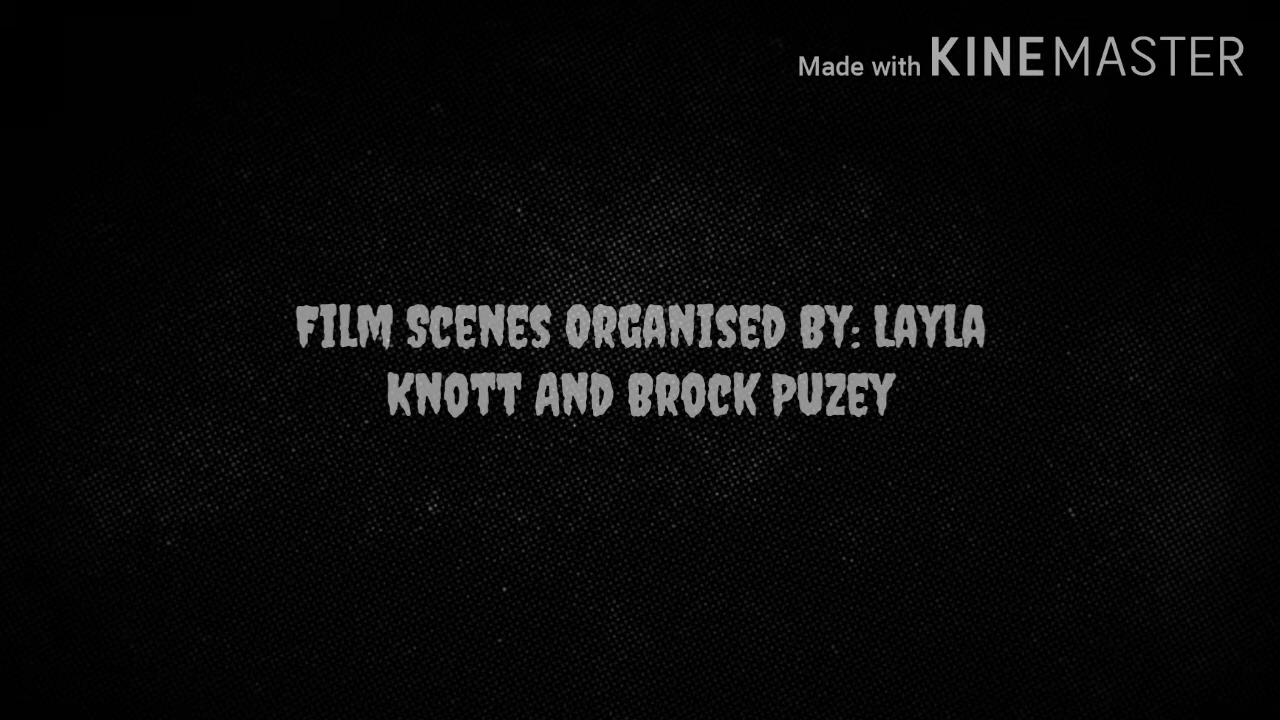 Made with KINEMASTER
FILM SCENES ORGANISED BY: LAYLA
KNOTT AND BROCK PUZEY